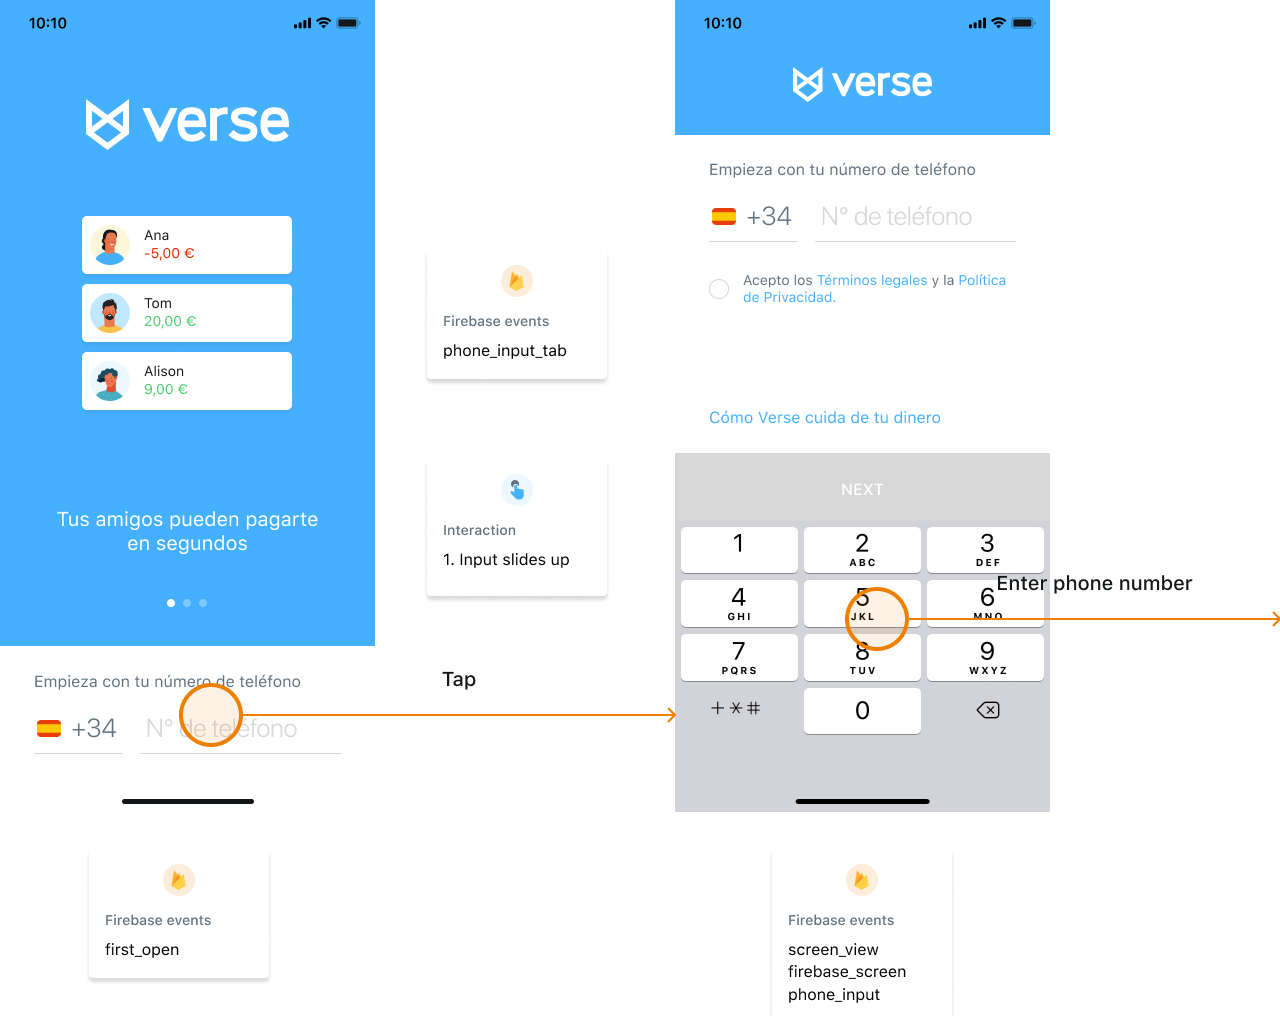 10:10
verse
Ana
-5,00 €
Tom
20,00 €
Alison
9,00 €
Tus amigos pueden pagarte
en segundos
Empieza con tu número de teléfono
+34
N° de teléfono
Firebase events
first_open
Firebase events
phone_input_tab
Interaction
1. Input slides up
Tap
10:10
verse
Empieza con tu número de teléfono
+34
N° de teléfono
Acepto los Términos legales y la Política
de Privacidad.
Cómo Verse cuida de tu dinero
NEXT
1
2
ABC
3
DEF
4
GHI
5
JKL
6
MNO
7
PQRS
8
TUV
9
WXYZ
+*#
0
Enter phone number
Firebase events
screen_view
firebase_screen
phone_input